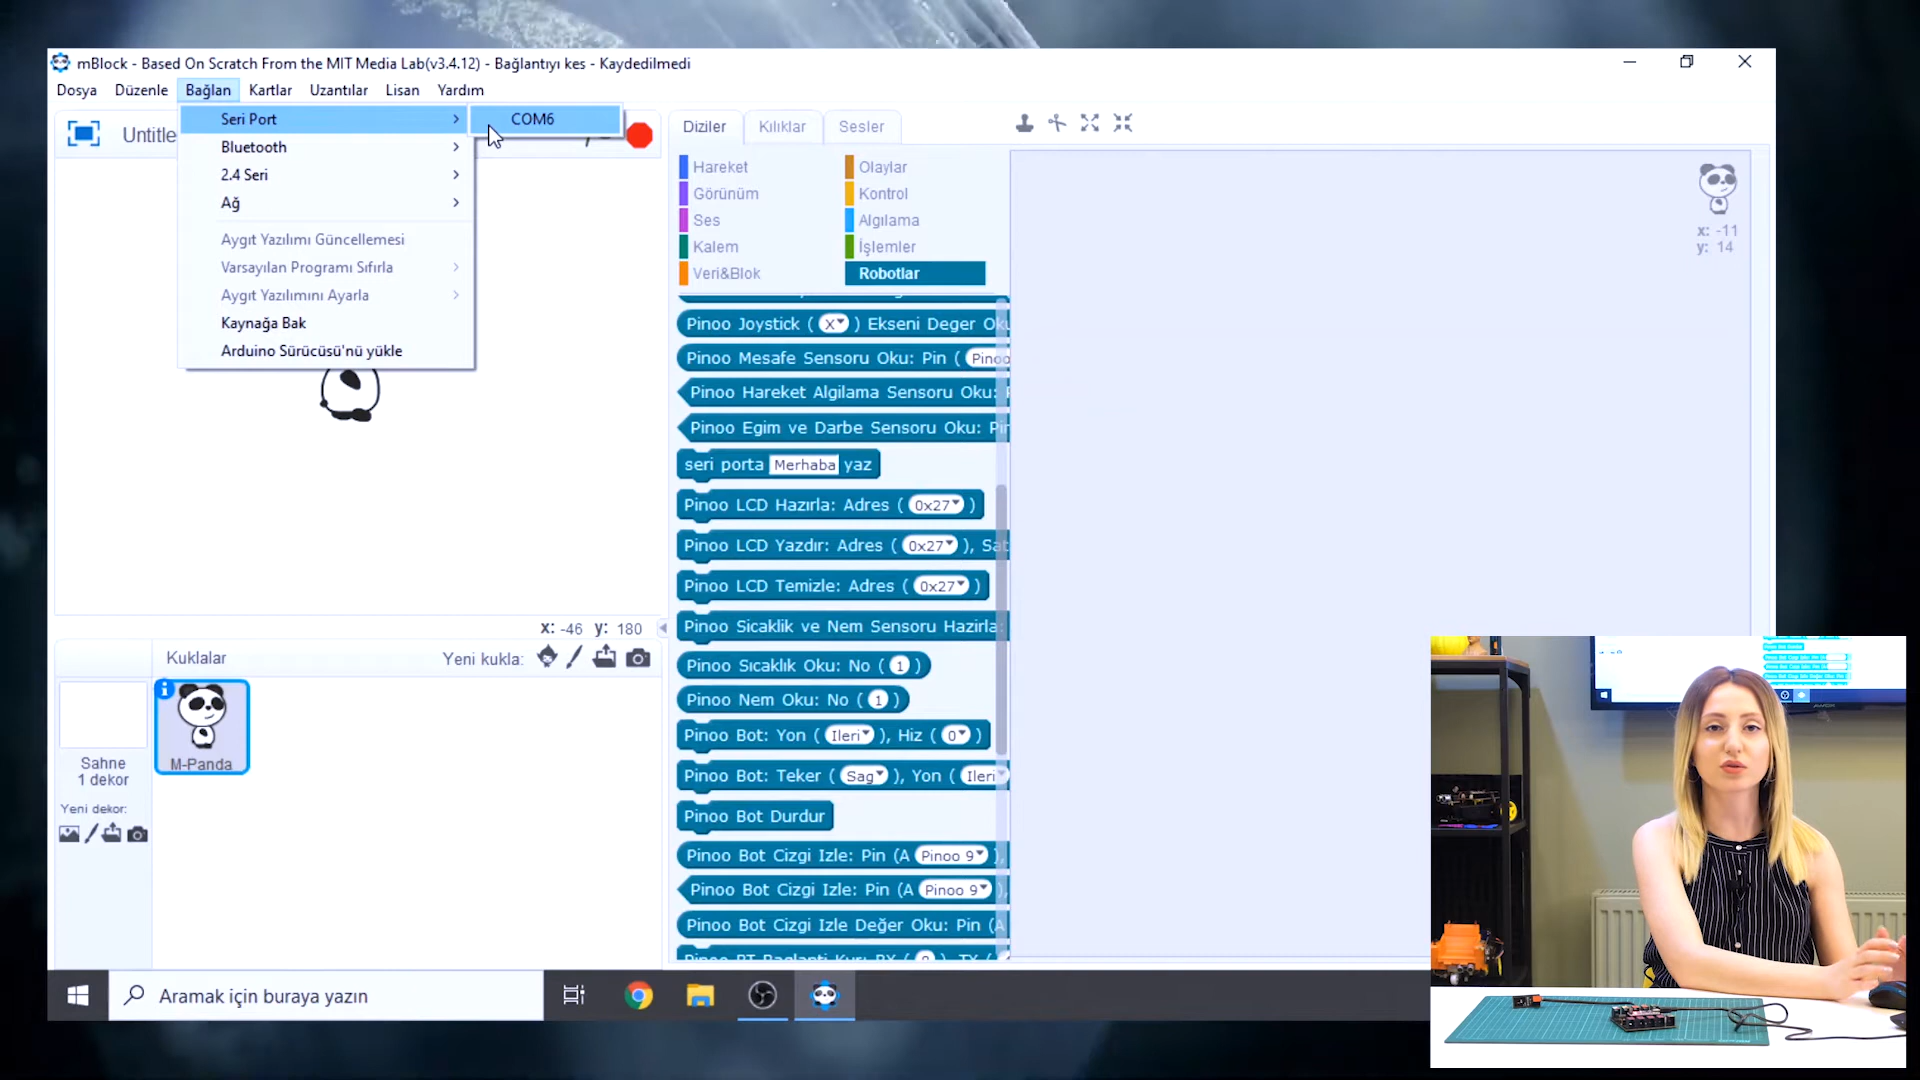 mBlock - Based On Scratch From the MIT Media Lab(v3.4.12) - Bağlantıyı kes - Kaydedilmedi
Dosya Düzenle Bağlan Kartlar Uzantılar Lisan Yardım
Seri Port
COM6
Bluetooth
2.4 Seri
Ağ
Aygıt Yazılımı Güncellemesi
Varsayılan Programı Sıfırla
Aygıt Yazılımını Ayarla
Kaynağa Bak
Arduino Sürücüsü'nü yükle
Untitle
x: -46 y: 180
Kuklalar
Yeni kukla:
M-Panda
Sahne
1 dekor
Yeni dekor:
Diziler Kılıklar Sesler
Hareket Olaylar
Görünüm Kontrol
Ses Algılama
Kalem İşlemler
Veri&Blok Robotlar
Pinoo Joystick ( X ) Ekseni Deger Oku
Pinoo Mesafe Sensoru Oku: Pin ( Pinoo
Pinoo Hareket Algilama Sensoru Oku:
Pinoo Egim ve Darbe Sensoru Oku: Pin
seri porta Merhaba yaz
Pinoo LCD Hazırla: Adres ( 0x27 )
Pinoo LCD Yazdır: Adres ( 0x27 ), Sat
Pinoo LCD Temizle: Adres ( 0x27 )
Pinoo Sicaklik ve Nem Sensoru Hazirla:
Pinoo Sıcaklık Oku: No ( 1 )
Pinoo Nem Oku: No ( 1 )
Pinoo Bot: Yon ( Ileri ), Hiz ( 0 )
Pinoo Bot: Teker ( Sag ), Yon ( Ileri
Pinoo Bot Durdur
Pinoo Bot Cizgi Izle: Pin (A Pinoo 9 ),
Pinoo Bot Cizgi Izle: Pin (A Pinoo 9 ),
Pinoo Bot Cizgi Izle Değer Oku: Pin (A
x: -11
y: 14
Aramak için buraya yazın